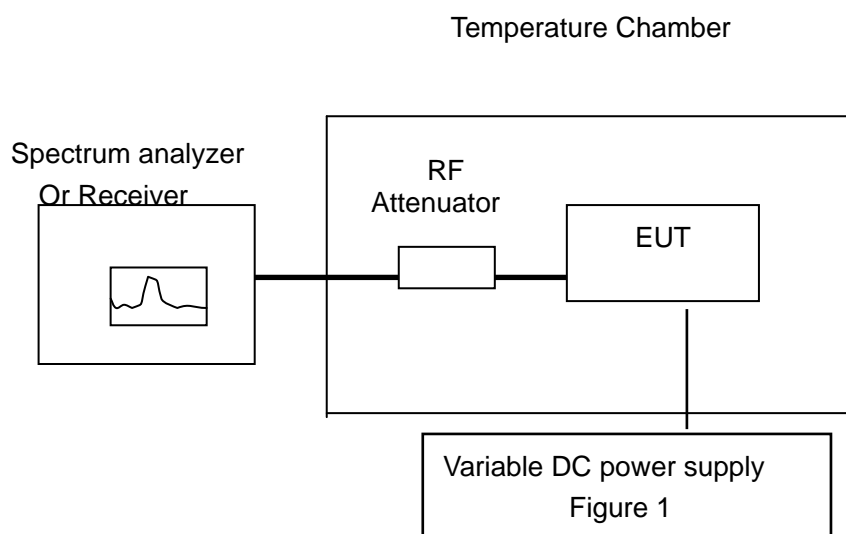 Temperature Chamber
Spectrum analyzer
Or Receiver
RF
Attenuator
EUT
Variable DC power supply
Figure 1